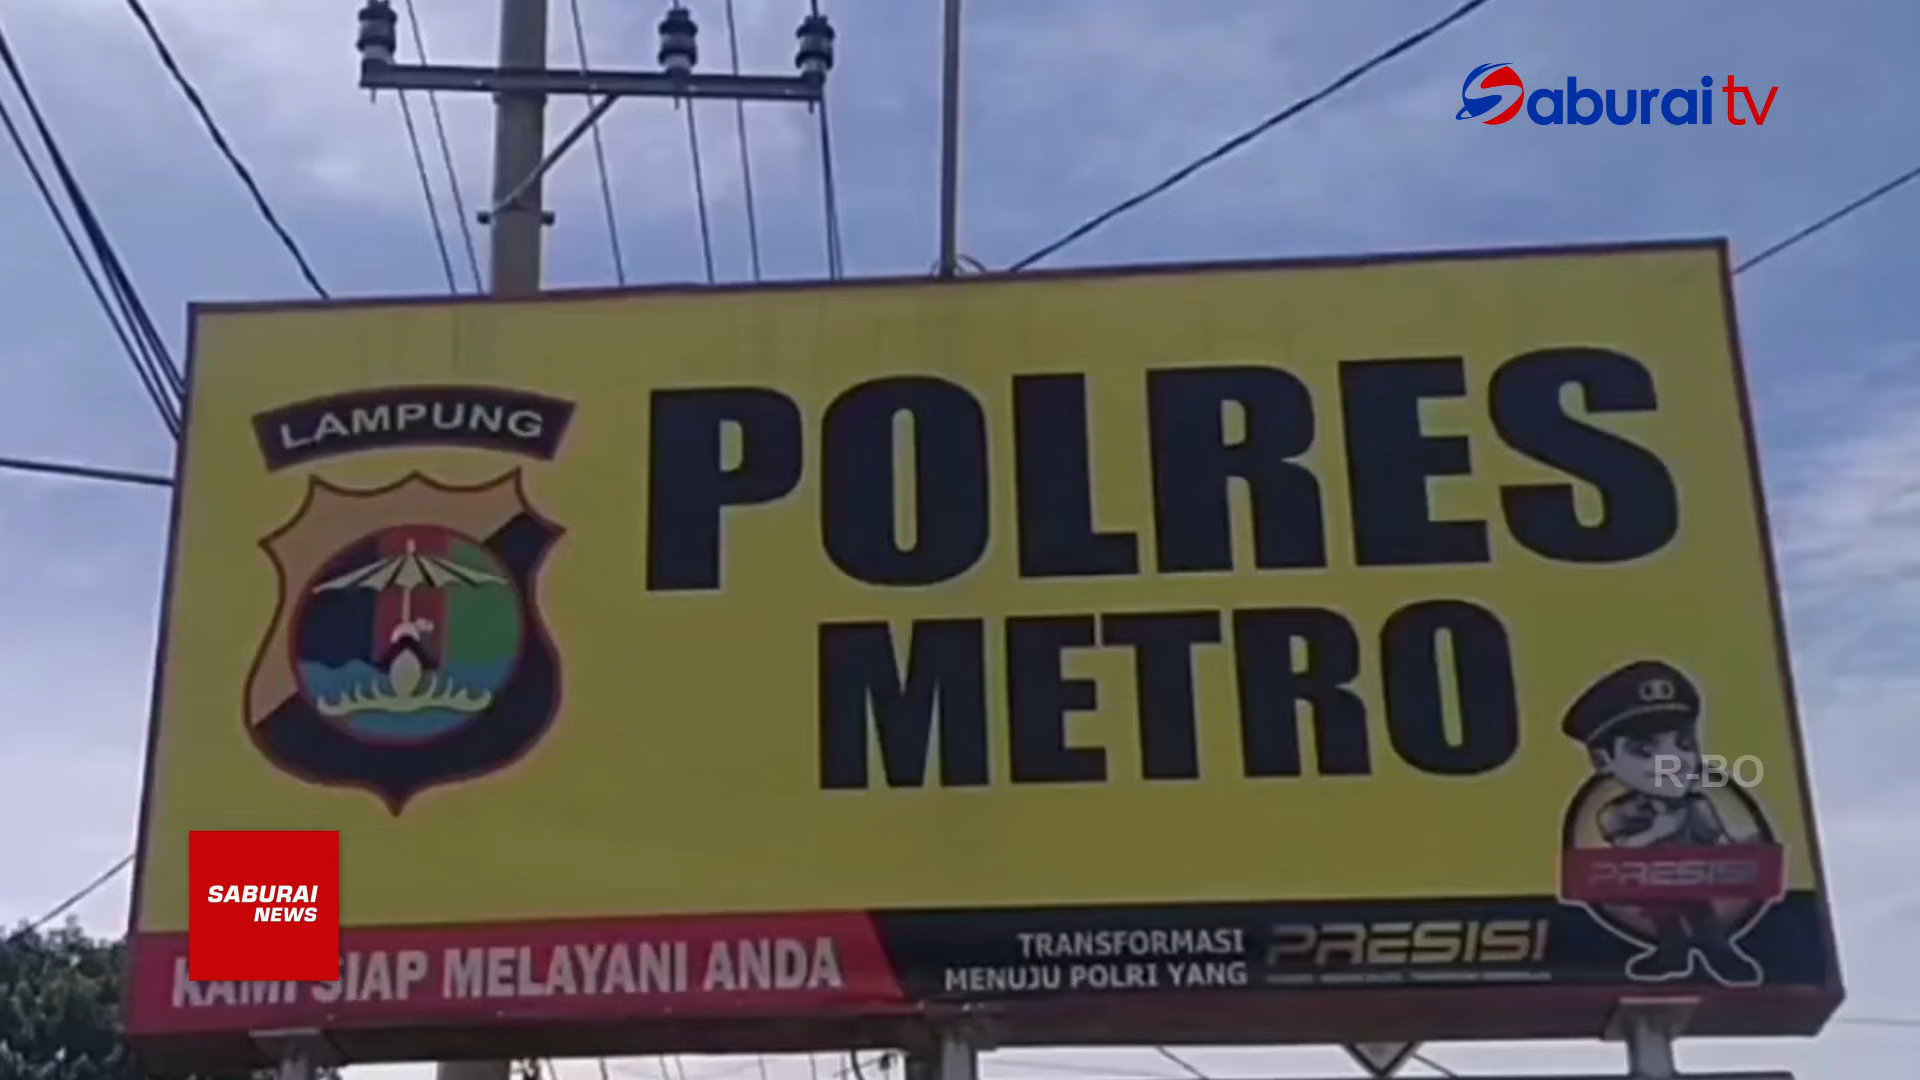 Saburai tv
LAMPUNG
POLRES
METRO
R-BO
PRESISI
SABURAI
NEWS
KAMI SIAP MELAYANI ANDA
TRANSFORMASI
MENUJU POLRI YANG
PRESISI